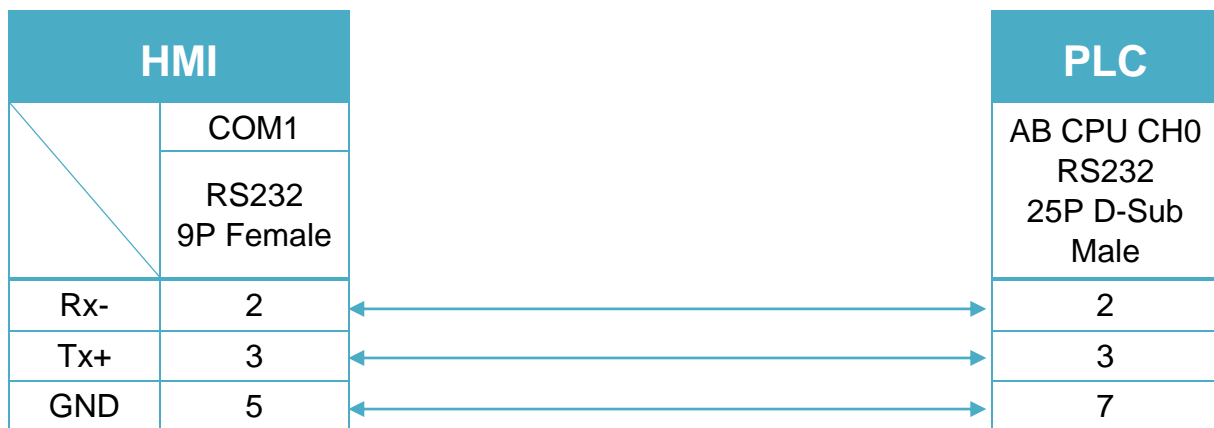 HMI
PLC
COM1
RS232
9P Female
AB CPU CH0
RS232
25P D-Sub
Male
Rx- 2 2
Tx+ 3 3
GND 5 7